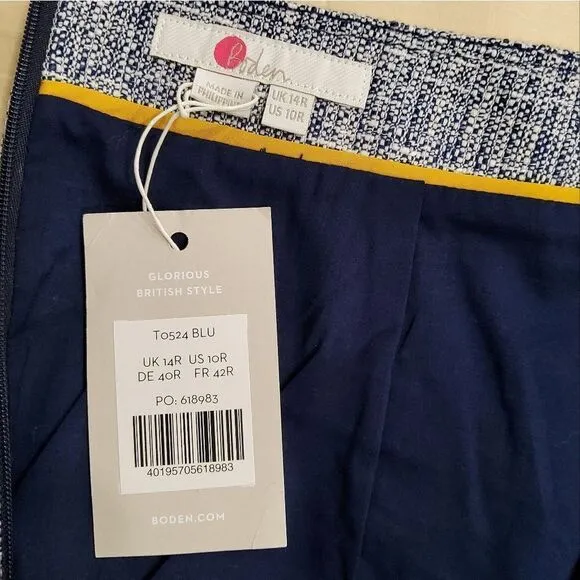 Boden
MADE IN
PHILIPPINES
UK 14R
US 10R
GLORIOUS
BRITISH STYLE
T0524 BLU
UK 14R US 10R
DE 40R FR 42R
PO: 618983
40195705618983
BODEN.COM